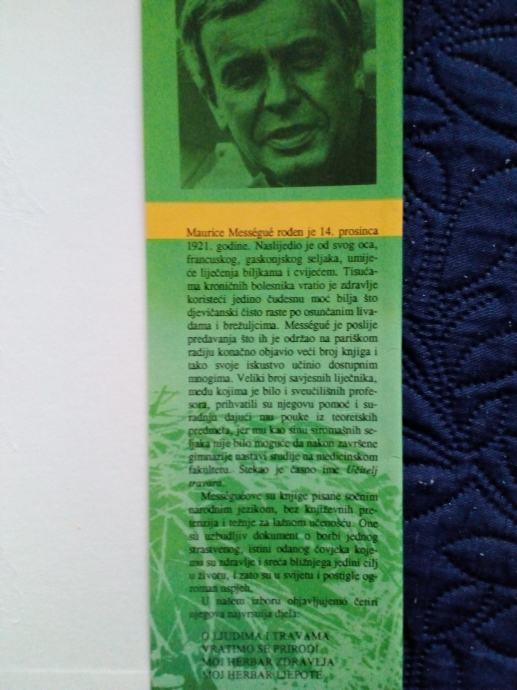 Maurice Mességué rođen je 14. prosinca
1921. godine. Naslijedio je od svog oca,
francuskog, gaskonjskog seljaka, umije-
će liječenja biljkama i cvijećem. Tisuća-
ma kroničnih bolesnika vratio je zdravlje
koristeći jedino čudesnu moć bilja što
djevičanski čisto raste po osunčanim liva-
dama i brežuljcima. Mességué je poslije
predavanja što ih je održao na pariškom
radiju konačno objavio veći broj knjiga i
tako svoje iskustvo učinio dostupnim
mnogima. Veliki broj savjesnih liječnika,
među kojima je bilo i sveučilišnih profe-
sora, prihvatili su njegovu pomoć i su-
radnju dajući mu pouke iz teoretskih
predmeta, jer mu kao sinu siromašnih se-
ljaka nije bilo moguće da nakon završene
gimnazije nastavi studije na medicinskom
fakultetu. Stekao je časno ime Učitelj
travara.
Mességuéove su knjige pisane sočnim
narodnim jezikom, bez književnih pre-
tenzija i težnje za lažnom učenošću. One
su uzbudljiv dokument o borbi jednog
strastvenog, istini odanog čovjeka koje-
mu su zdravlje i sreća bližnjega jedini cilj
u životu, i zato su u svijetu i postigle og-
roman uspjeh.
U našem izboru objavljujemo četiri
njegova najvrsnija djela:
O LJUDIMA I TRAVAMA
VRATIMO SE PRIRODI
MOJ HERBAR ZDRAVLJA
MOJ HERBAR LJEPOTE